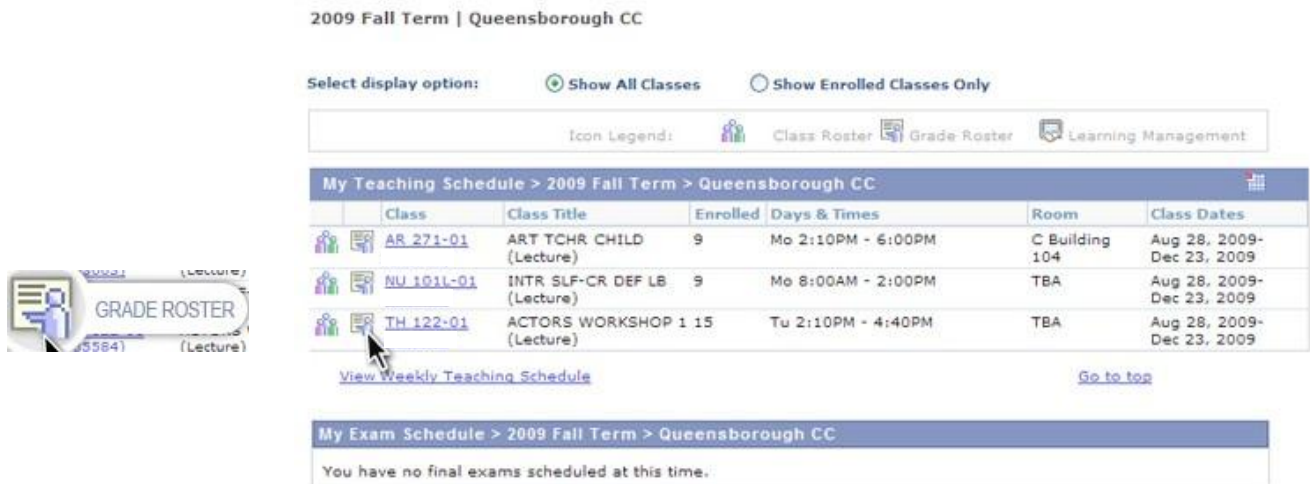 2009 Fall Term | Queensborough CC
Select display option: Show All Classes Show Enrolled Classes Only
Icon Legend: Class Roster Grade Roster Learning Management
My Teaching Schedule > 2009 Fall Term > Queensborough CC
Class Class Title Enrolled Days & Times Room Class Dates
AR 271-01 ART TCHR CHILD 9 Mo 2:10PM - 6:00PM C Building Aug 28, 2009-
(Lecture) 104 Dec 23, 2009
NU 101L-01 INTR SLF-CR DEF LB 9 Mo 8:00AM - 2:00PM TBA Aug 28, 2009-
(Lecture) Dec 23, 2009
TH 122-01 ACTORS WORKSHOP 1 15 Tu 2:10PM - 4:40PM TBA Aug 28, 2009-
(Lecture) Dec 23, 2009
View Weekly Teaching Schedule Go to top
My Exam Schedule > 2009 Fall Term > Queensborough CC
You have no final exams scheduled at this time.
(Lecture)
GRADE ROSTER
5584) (Lecture)